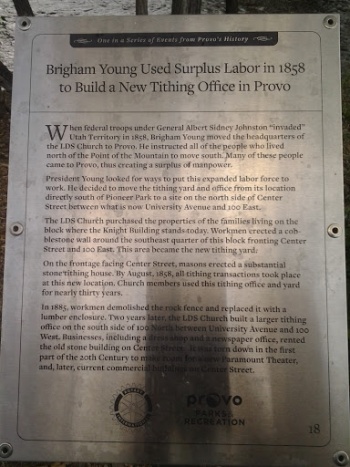 One in a Series of Events from Provo's History
Brigham Young Used Surplus Labor in 1858
to Build a New Tithing Office in Provo
When federal troops under General Albert Sidney Johnston "invaded"
Utah Territory in 1858, Brigham Young moved the headquarters of
the LDS Church to Provo. He instructed all of the people who lived
north of the Point of the Mountain to move south. Many of these people
came to Provo, thus creating a surplus of manpower.
President Young looked for ways to put this expanded labor force to
work. He decided to move the tithing yard and office from its location
directly south of Pioneer Park to a site on the north side of Center
Street between what is now University Avenue and 100 East.
The LDS Church purchased the properties of the families living on the
block where the Knight Building stands today. Workmen erected a cob-
blestone wall around the southeast quarter of this block fronting Center
Street and 100 East. This area became the new tithing yard.
On the frontage facing Center Street, masons erected a substantial
stone tithing house. By August, 1858, all tithing transactions took place
at this new location. Church members used this tithing office and yard
for nearly thirty years.
In 1883, workmen demolished the rock fence and replaced it with a
lumber enclosure. Two years later, the LDS Church built a larger tithing
office on the south side of 100 North between University Avenue and 100
West. Businesses, including a shop and a newspaper office, rented
the old stone building on Center Street. It was torn down in the first
part of the 20th Century to make room for a new Paramount Theater,
and, later, current commercial buildings on Center Street.
ROTARY
INTERNATIONAL
PROVO
PARKS &
RECREATION
18